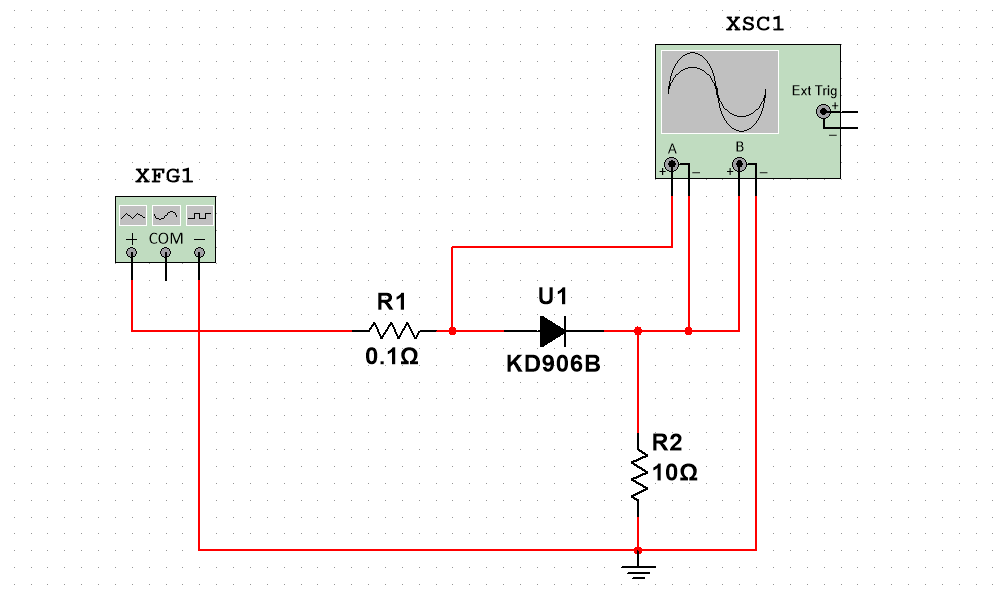 XSC1
Ext Trig
+
−
A
B
+ −
+ −
XFG1
+ COM −
R1
0.1Ω
U1
KD906B
R2
10Ω